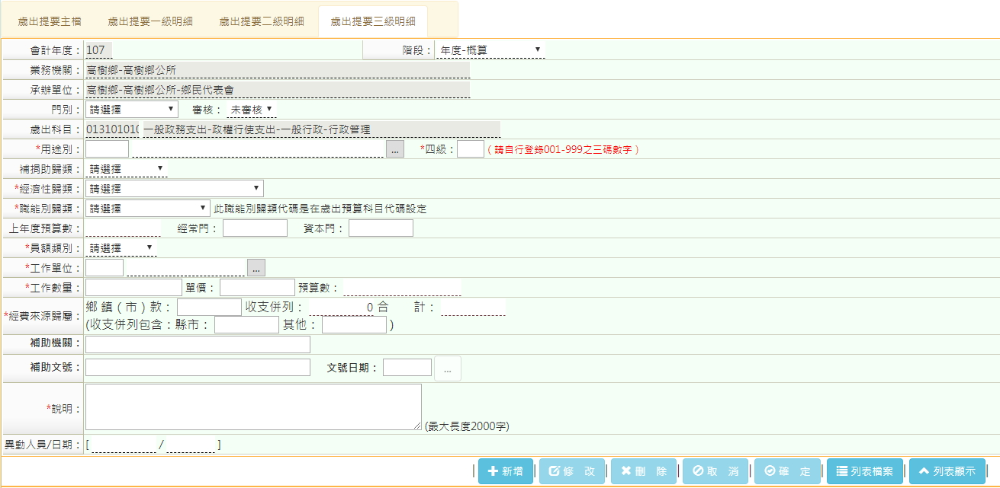 歲出提要主檔 歲出提要一級明細 歲出提要二級明細 歲出提要三級明細
會計年度： 107 階段： 年度-概算
業務機關： 高樹鄉-高樹鄉公所
承辦單位： 高樹鄉-高樹鄉公所-鄉民代表會
門別： 請選擇 審核： 未審核
歲出科目： 013101010 一般政務支出-政權行使支出-一般行政-行政管理
*用途別： ... *四級： （請自行登錄001-999之三碼數字）
補捐助歸類： 請選擇
*經濟性歸類： 請選擇
*職能別歸類： 請選擇 此職能別歸類代碼是在歲出預算科目代碼設定
上年度預算數： 經常門： 資本門：
*員額類別： 請選擇
*工作單位： ...
*工作數量： 單價： 預算數：
*經費來源歸屬： 鄉鎮（市）款： 收支併列： 0 合 計：
(收支併列包含：縣市： 其他： )
補助機關：
補助文號： 文號日期： ...
*說明： (最大長度2000字)
異動人員/日期： [ / ]
新增 修 改 刪 除 取 消 確 定 列表檔案 列表顯示